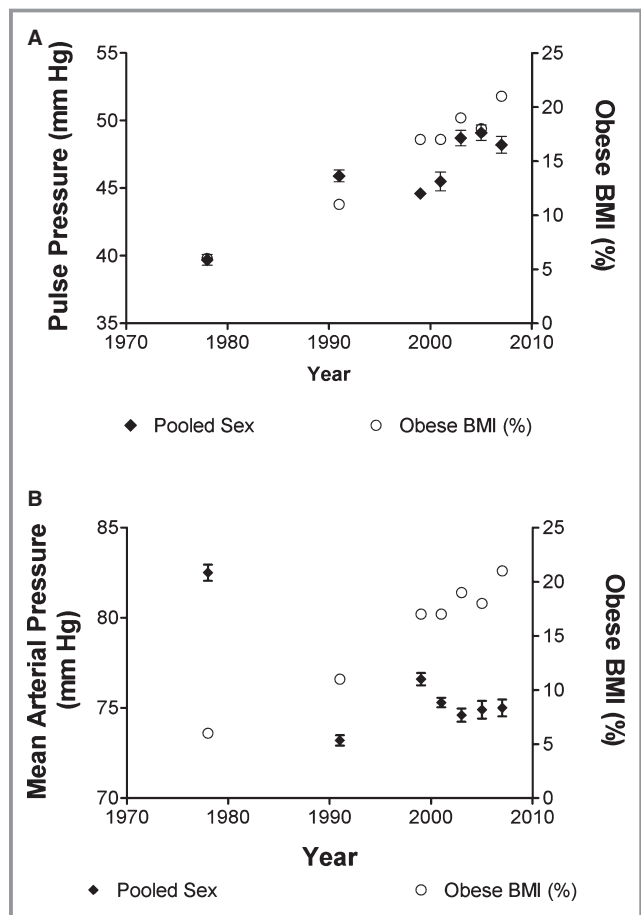 A
Pulse Pressure (mm Hg)
55
50
45
40
35
25
20
15
10
5
0
Obese BMI (%)
1970 1980 1990 2000 2010
Year
Pooled Sex Obese BMI (%)
B
Mean Arterial Pressure
(mm Hg)
85
80
75
70
25
20
15
10
5
0
Obese BMI (%)
1970 1980 1990 2000 2010
Year
Pooled Sex Obese BMI (%)